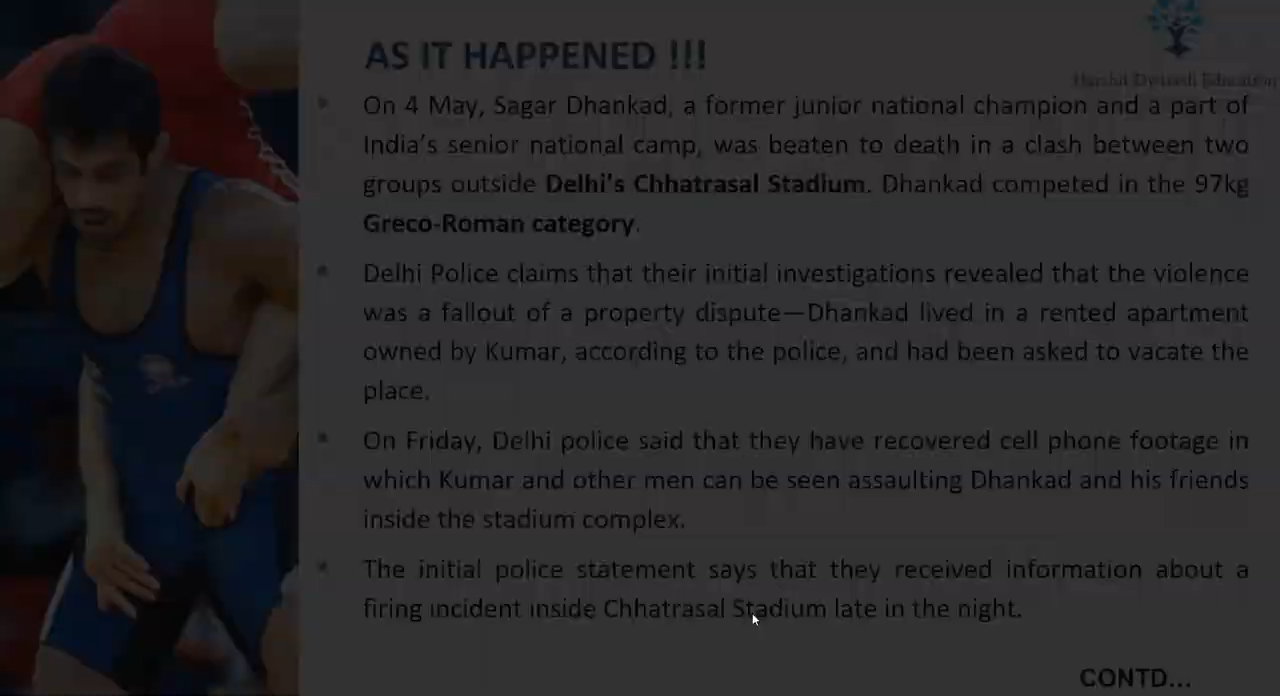 AS IT HAPPENED !!!
Harshit Dwivedi Education
On 4 May, Sagar Dhankad, a former junior national champion and a part of
India's senior national camp, was beaten to death in a clash between two
groups outside Delhi's Chhatrasal Stadium. Dhankad competed in the 97kg
Greco-Roman category.
Delhi Police claims that their initial investigations revealed that the violence
was a fallout of a property dispute—Dhankad lived in a rented apartment
owned by Kumar, according to the police, and had been asked to vacate the
place.
On Friday, Delhi police said that they have recovered cell phone footage in
which Kumar and other men can be seen assaulting Dhankad and his friends
inside the stadium complex.
The initial police statement says that they received information about a
firing incident inside Chhatrasal Stadium late in the night.
CONTD...